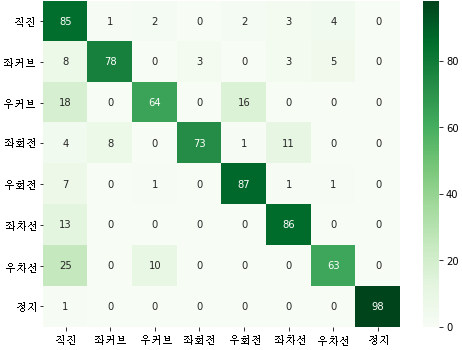 직진 85 1 2 0 2 3 4 0
좌커브 8 78 0 3 0 3 5 0
우커브 18 0 64 0 16 0 0 0
좌회전 4 8 0 73 1 11 0 0
우회전 7 0 1 0 87 1 1 0
좌차선 13 0 0 0 0 86 0 0
우차선 25 0 10 0 0 0 63 0
정지 1 0 0 0 0 0 0 98
직진 좌커브 우커브 좌회전 우회전 좌차선 우차선 정지
80
60
40
20
0